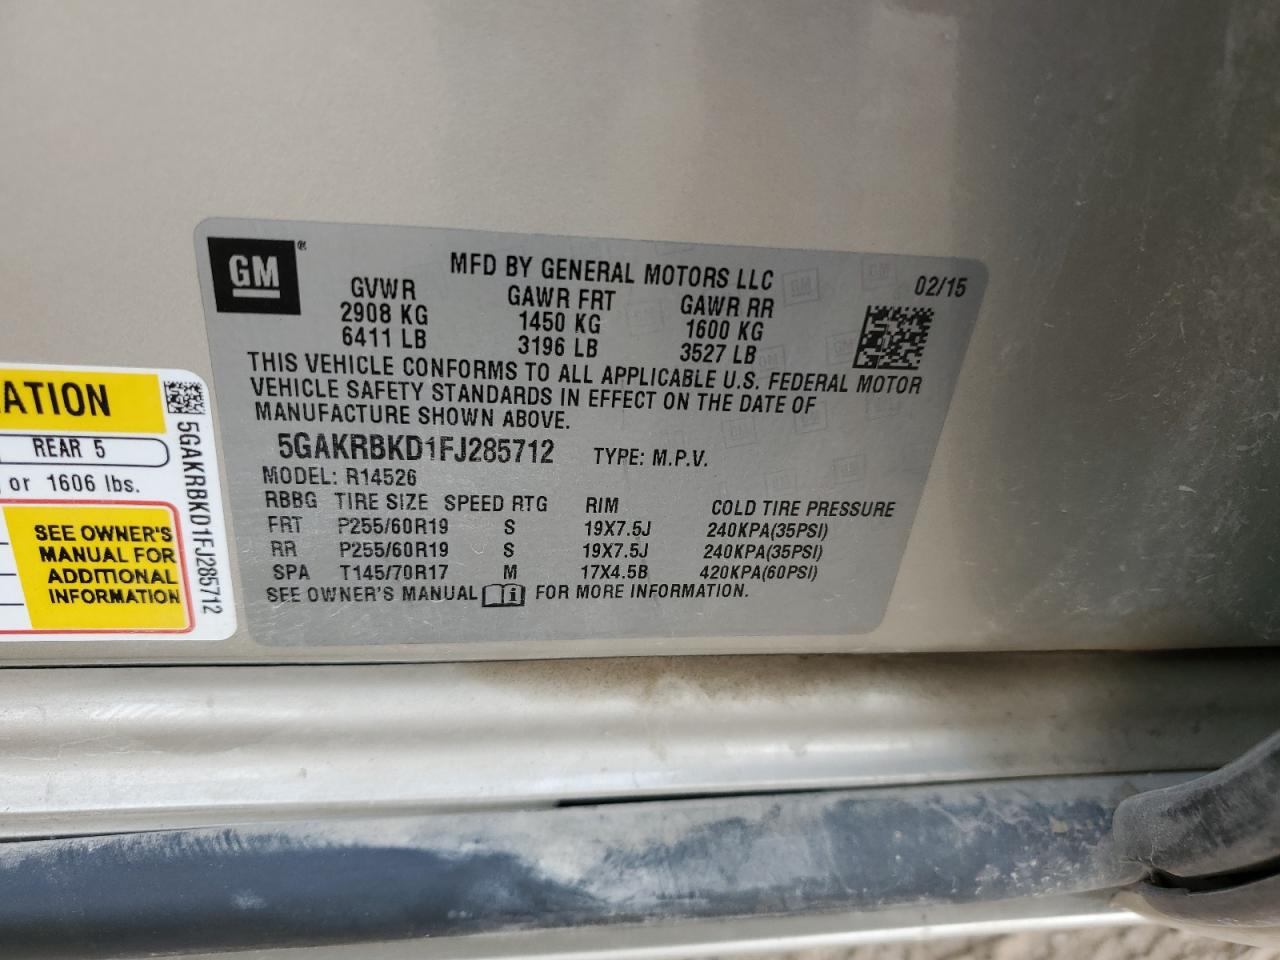 GM ®
MFD BY GENERAL MOTORS LLC
02/15
GVWR GAWR FRT GAWR RR
2908 KG 1450 KG 1600 KG
6411 LB 3196 LB 3527 LB
THIS VEHICLE CONFORMS TO ALL APPLICABLE U.S. FEDERAL MOTOR
VEHICLE SAFETY STANDARDS IN EFFECT ON THE DATE OF
MANUFACTURE SHOWN ABOVE.
5GAKRBKD1FJ285712 TYPE: M.P.V.
MODEL: R14526
RBBG TIRE SIZE SPEED RTG RIM COLD TIRE PRESSURE
FRT P255/60R19 S 19X7.5J 240KPA(35PSI)
RR P255/60R19 S 19X7.5J 240KPA(35PSI)
SPA T145/70R17 M 17X4.5B 420KPA(60PSI)
SEE OWNER'S MANUAL i FOR MORE INFORMATION.
ATION
REAR 5
or 1606 lbs.
SEE OWNER'S
MANUAL FOR
ADDITIONAL
INFORMATION
5GAKRBKD1FJ285712